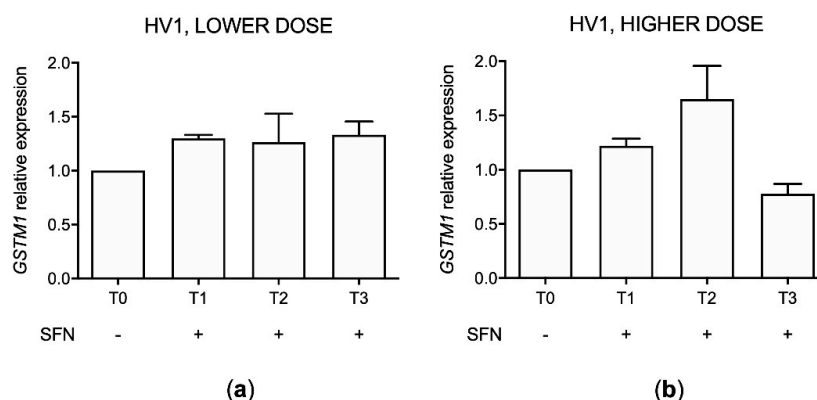 HV1, LOWER DOSE
GSTM1 relative expression
2.0
1.5
1.0
0.5
0.0
T0 T1 T2 T3
SFN - + + +
(a)
HV1, HIGHER DOSE
GSTM1 relative expression
2.0
1.5
1.0
0.5
0.0
T0 T1 T2 T3
SFN - + + +
(b)